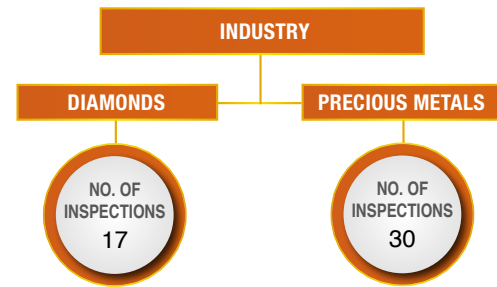 INDUSTRY
DIAMONDS
PRECIOUS METALS
NO. OF
INSPECTIONS
17
NO. OF
INSPECTIONS
30